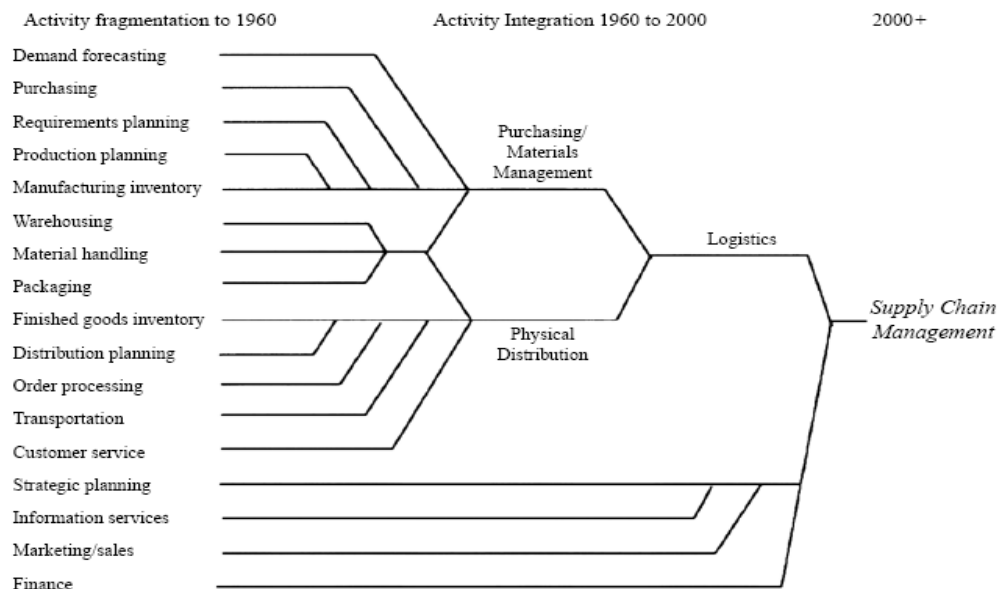 Activity fragmentation to 1960
Activity Integration 1960 to 2000
2000+
Demand forecasting
Purchasing
Requirements planning
Production planning
Manufacturing inventory
Warehousing
Material handling
Packaging
Finished goods inventory
Distribution planning
Order processing
Transportation
Customer service
Strategic planning
Information services
Marketing/sales
Finance
Purchasing/
Materials
Management
Physical
Distribution
Logistics
Supply Chain
Management